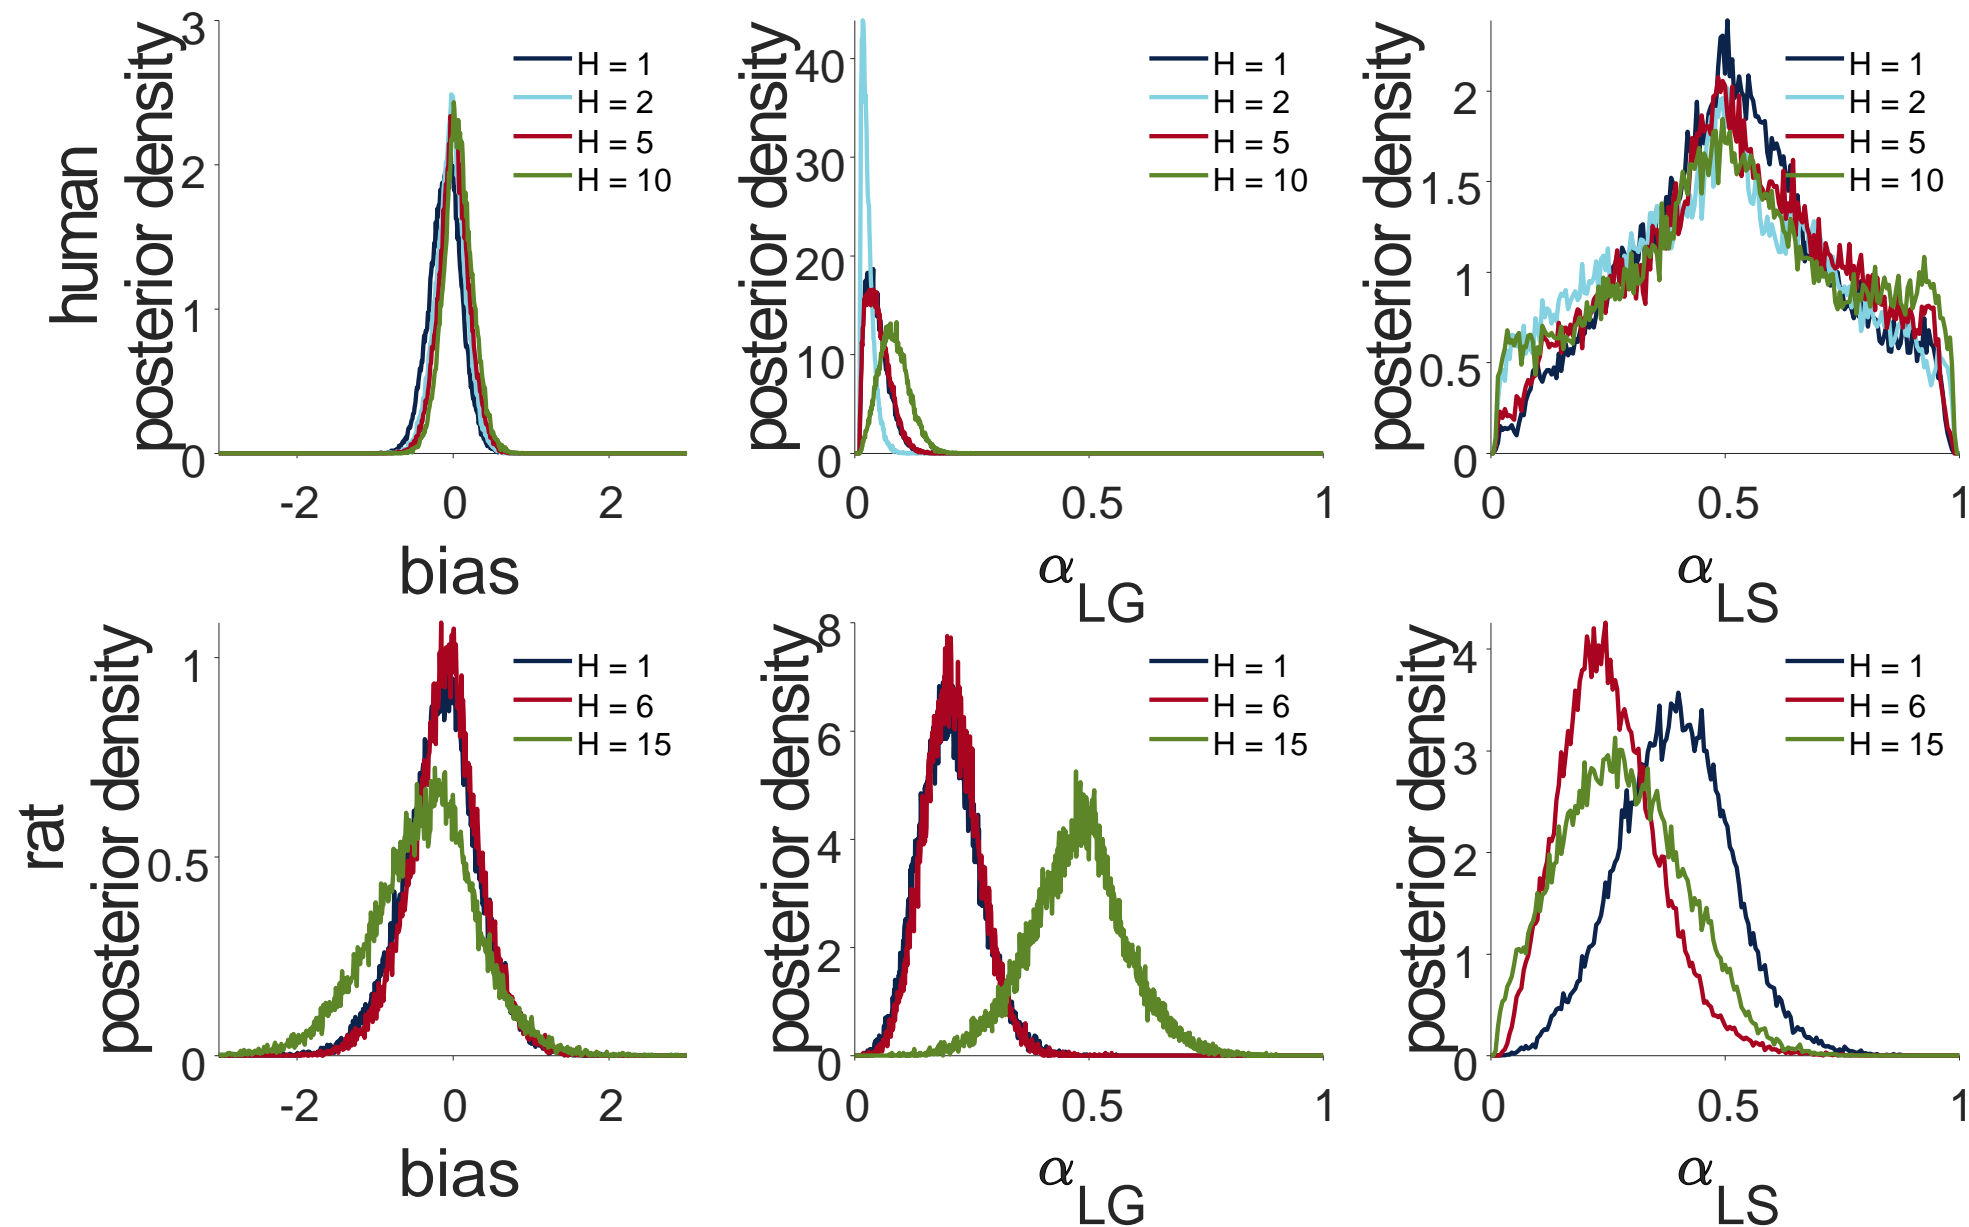 human
posterior density
3
2
1
0
-2
0
2
bias
H = 1
H = 2
H = 5
H = 10
posterior density
40
30
20
10
0
0
0.5
1
α
LG
H = 1
H = 2
H = 5
H = 10
posterior density
2
1.5
1
0.5
0
0
0.5
1
α
LS
H = 1
H = 2
H = 5
H = 10
rat
posterior density
1
0.5
0
-2
0
2
bias
H = 1
H = 6
H = 15
posterior density
8
6
4
2
0
0
0.5
1
α
LG
H = 1
H = 6
H = 15
posterior density
4
3
2
1
0
0
0.5
1
α
LS
H = 1
H = 6
H = 15